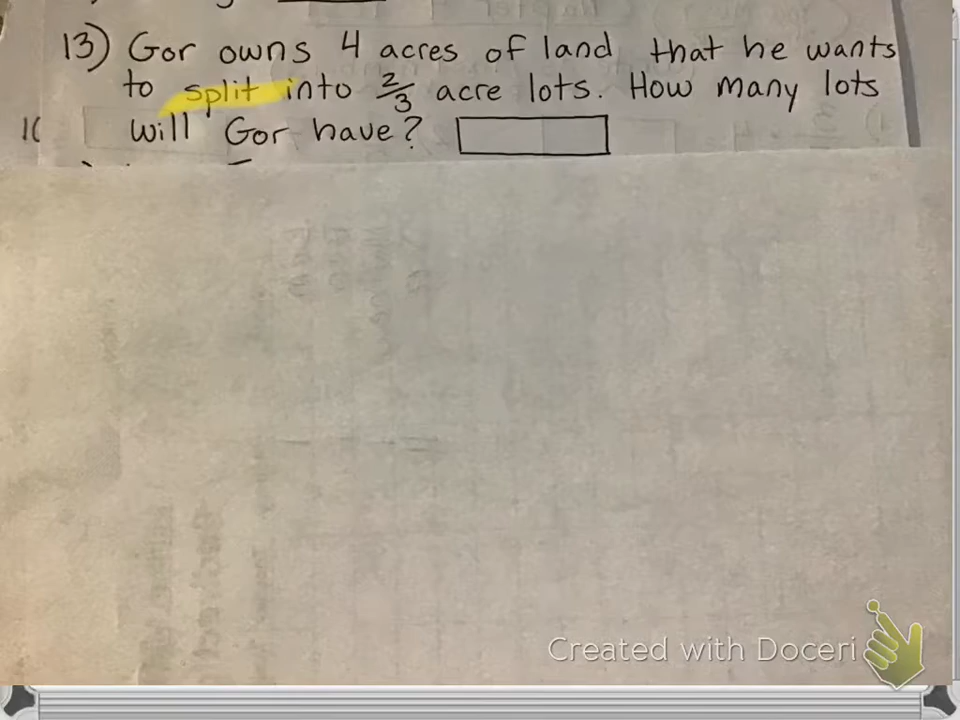 13) Gor owns 4 acres of land that he wants
to split into 2/3 acre lots. How many lots
will Gor have?
Created with Doceri